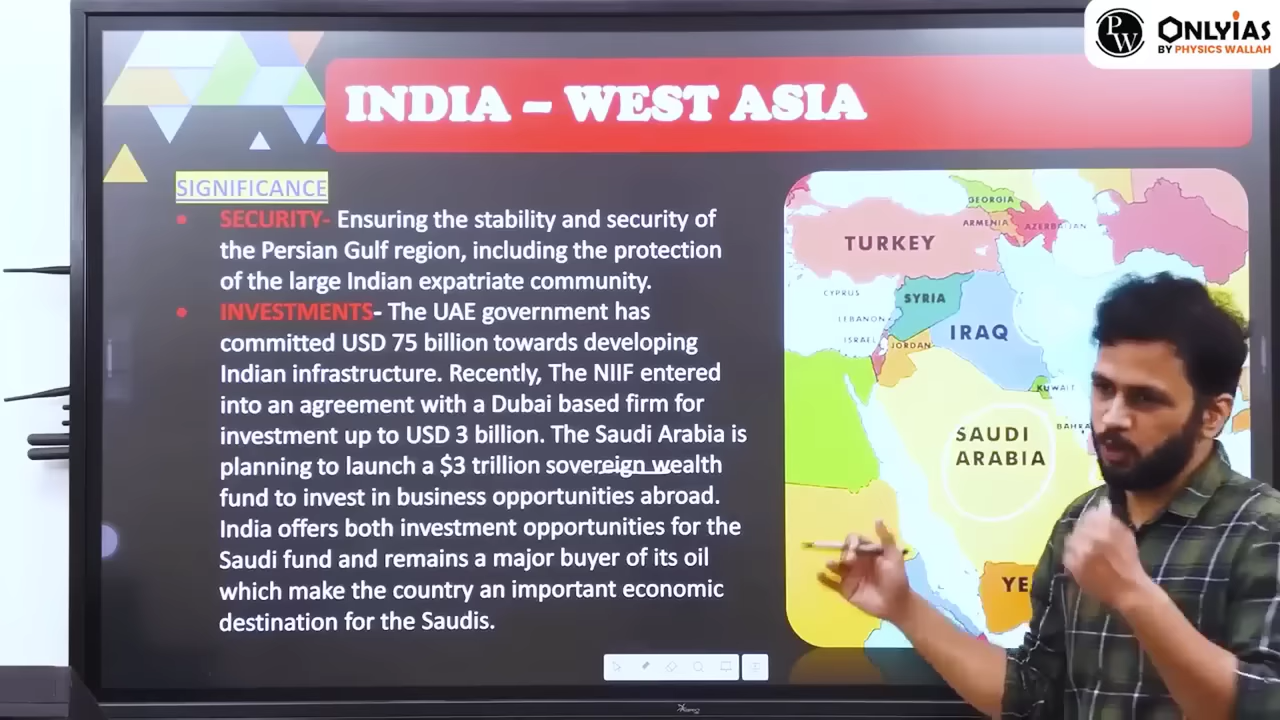 PW
ONLYIAS
BY PHYSICS WALLAH
INDIA – WEST ASIA
SIGNIFICANCE
• SECURITY- Ensuring the stability and security of
the Persian Gulf region, including the protection
of the large Indian expatriate community.
• INVESTMENTS- The UAE government has
committed USD 75 billion towards developing
Indian infrastructure. Recently, The NIIF entered
into an agreement with a Dubai based firm for
investment up to USD 3 billion. The Saudi Arabia is
planning to launch a $3 trillion sovereign wealth
fund to invest in business opportunities abroad.
India offers both investment opportunities for the
Saudi fund and remains a major buyer of its oil
which make the country an important economic
destination for the Saudis.
GEORGIA
ARMENIA
AZERBAIJAN
TURKEY
CYPRUS
SYRIA
LEBANON
IRAQ
ISRAEL
JORDAN
KUWAIT
BAHRA
SAUDI
ARABIA
YE